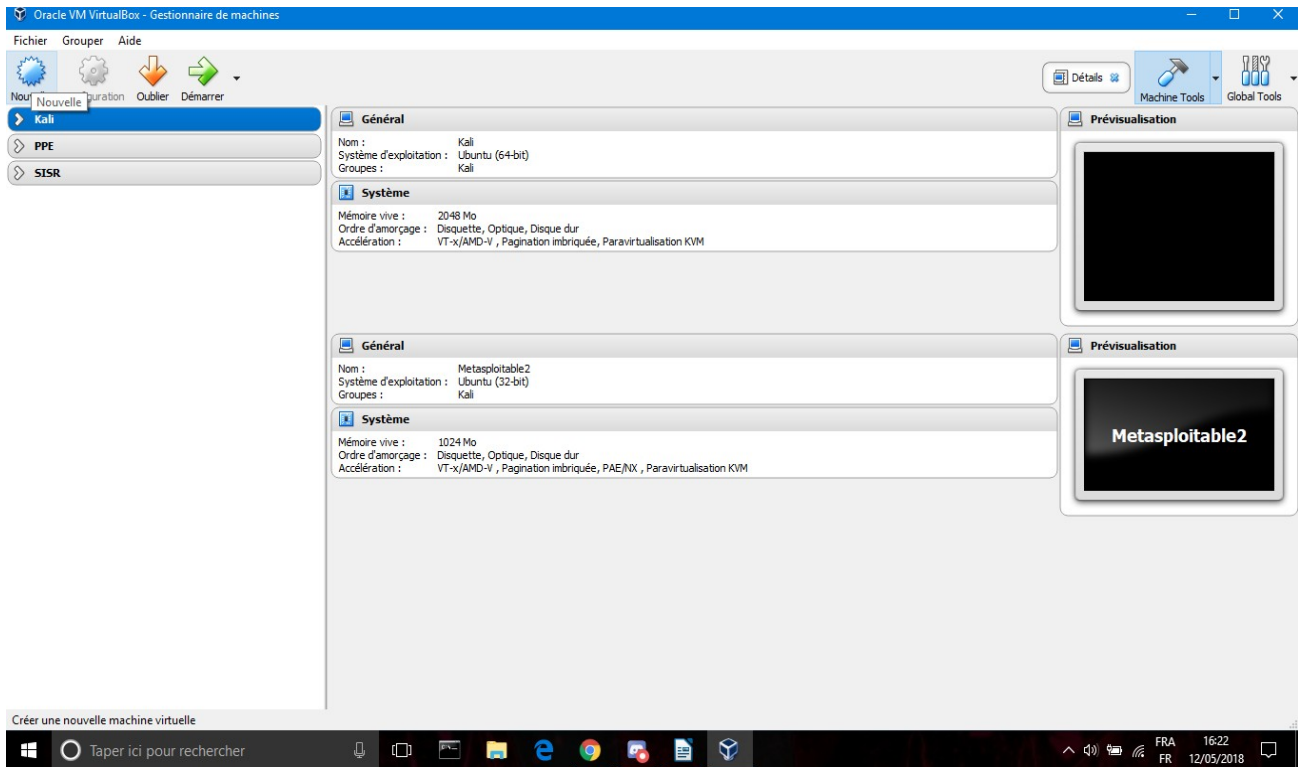 Oracle VM VirtualBox - Gestionnaire de machines
Fichier Grouper Aide
Nouvelle
Oublier Démarrer
Détails
Machine Tools
Global Tools
Kali
PPE
SISR
Général
Nom : Kali
Système d'exploitation : Ubuntu (64-bit)
Groupes : Kali
Système
Mémoire vive : 2048 Mo
Ordre d'amorçage : Disquette, Optique, Disque dur
Accélération : VT-x/AMD-V , Pagination imbriquée, Paravirtualisation KVM
Prévisualisation
Général
Nom : Metasploitable2
Système d'exploitation : Ubuntu (32-bit)
Groupes : Kali
Système
Mémoire vive : 1024 Mo
Ordre d'amorçage : Disquette, Optique, Disque dur
Accélération : VT-x/AMD-V , Pagination imbriquée, PAE/NX , Paravirtualisation KVM
Prévisualisation
Metasploitable2
Créer une nouvelle machine virtuelle
Taper ici pour rechercher
FRA
FR
16:22
12/05/2018